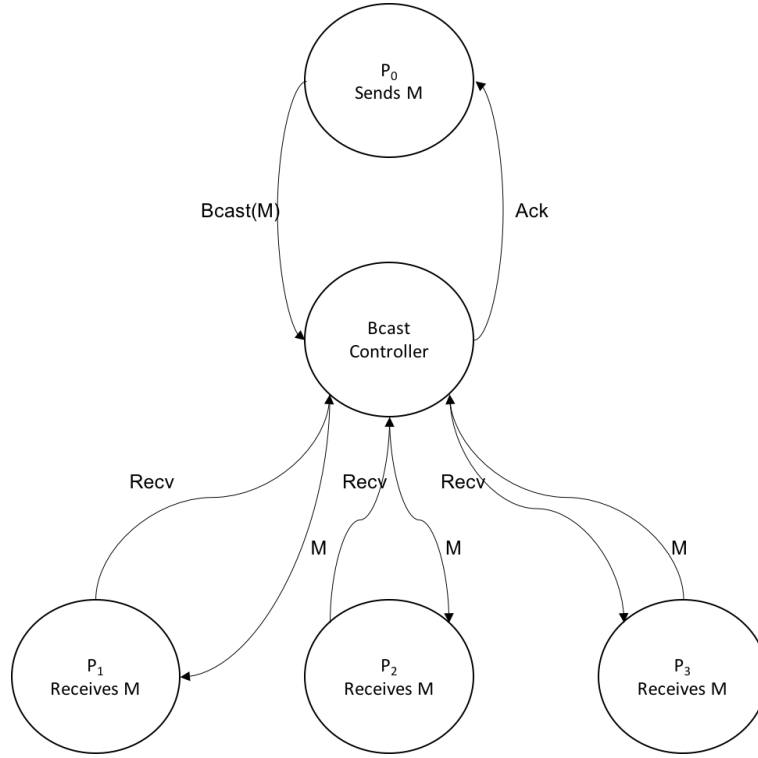 P₀
Sends M
Bcast(M)
Ack
Bcast
Controller
Recv
Recv
Recv
M
M
M
P₁
Receives M
P₂
Receives M
P₃
Receives M